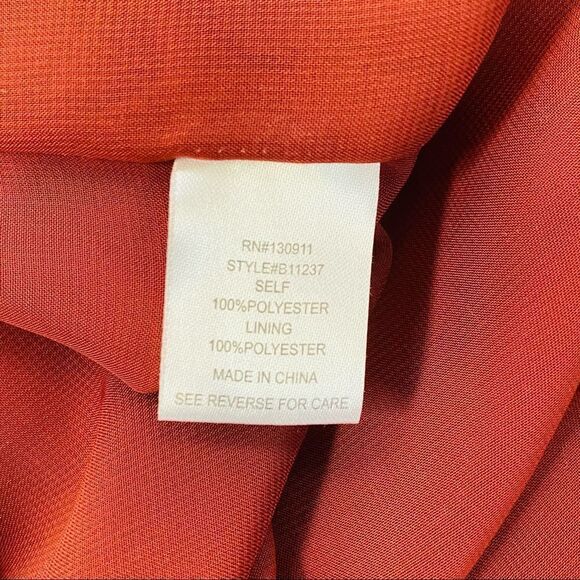 RN#130911
STYLE#B11237
SELF
100%POLYESTER
LINING
100%POLYESTER
MADE IN CHINA
SEE REVERSE FOR CARE